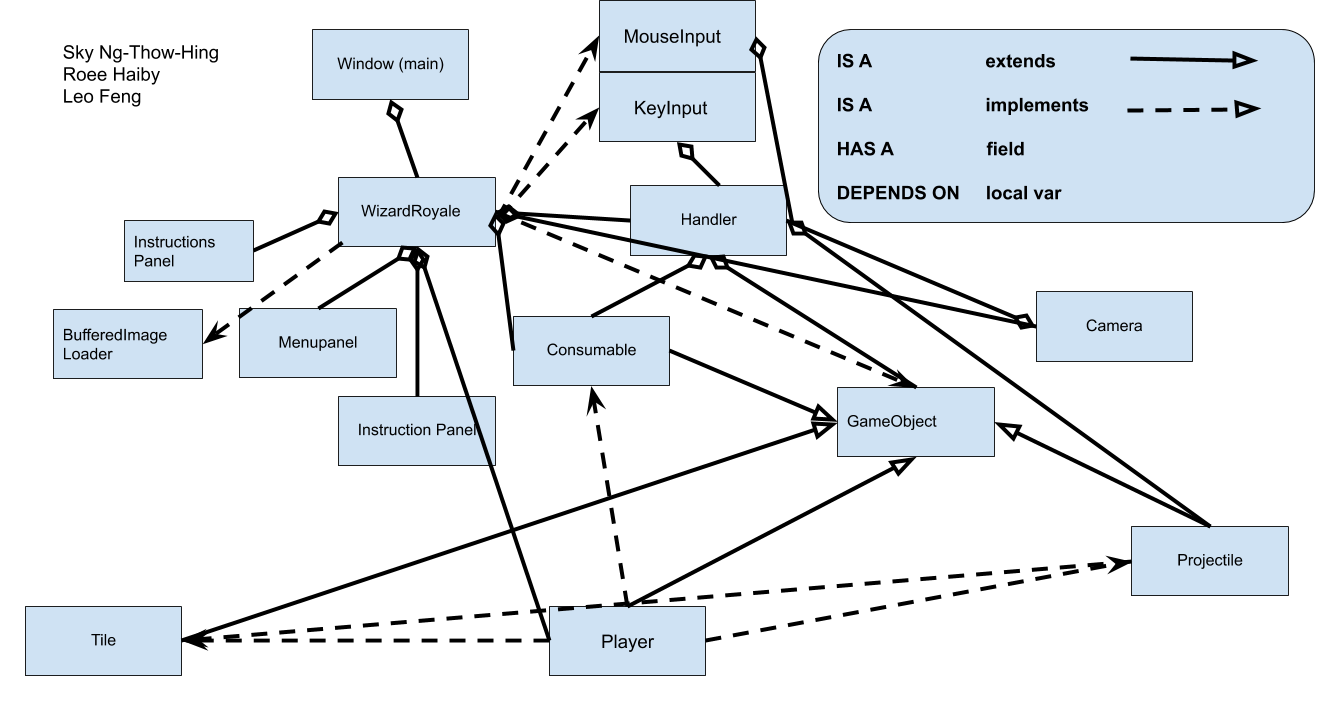 Sky Ng-Thow-Hing
Roee Haiby
Leo Feng
Window (main)
MouseInput
KeyInput
IS A extends
IS A implements
HAS A field
DEPENDS ON local var
WizardRoyale
Handler
Instructions
Panel
BufferedImage
Loader
Menupanel
Consumable
Camera
Instruction Panel
GameObject
Projectile
Tile
Player